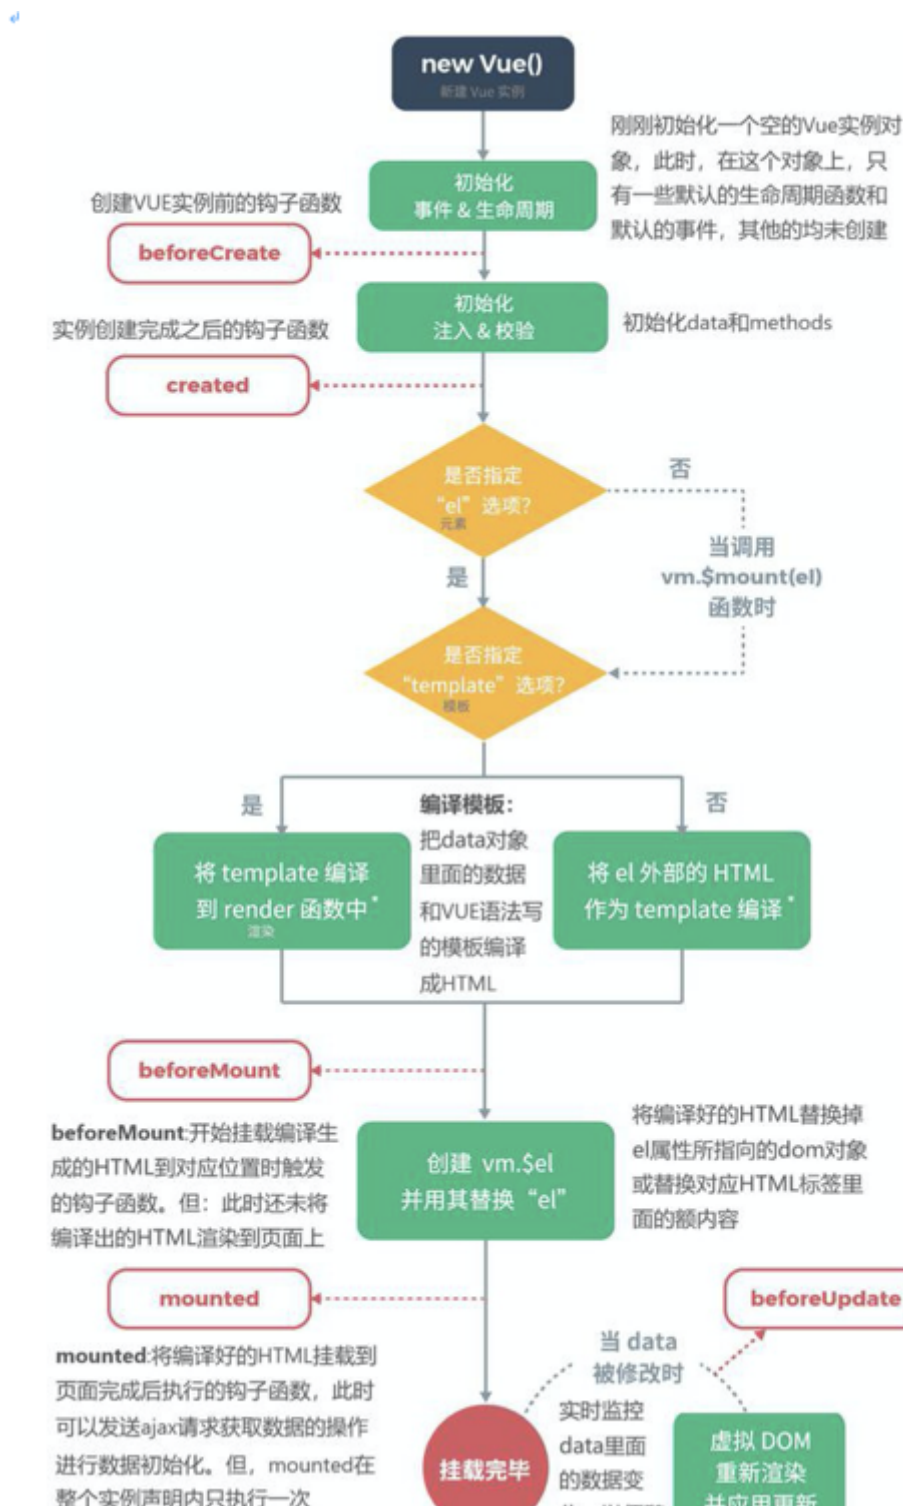 new Vue()
新建 Vue 实例
刚刚初始化一个空的Vue实例对
象，此时，在这个对象上，只
有一些默认的生命周期函数和
默认的事件，其他的均未创建
初始化
事件 & 生命周期
创建VUE实例前的钩子函数
beforeCreate
初始化
注入 & 校验
初始化data和methods
实例创建完成之后的钩子函数
created
是否指定
“el”选项？
元素
否
当调用
vm.$mount(el)
函数时
是
是否指定
“template”选项？
模板
是
否
编译模板：
把data对象
里面的数据
和VUE语法写
的模板编译
成HTML
将 template 编译
到 render 函数中*
渲染
将 el 外部的 HTML
作为 template 编译*
beforeMount
beforeMount:开始挂载编译生
成的HTML到对应位置时触发
的钩子函数。但：此时还未将
编译出的HTML渲染到页面上
创建 vm.$el
并用其替换“el”
将编译好的HTML替换掉
el属性所指向的dom对象
或替换对应HTML标签里
面的额内容
mounted
beforeUpdate
mounted:将编译好的HTML挂载到
页面完成后执行的钩子函数，此时
可以发送ajax请求获取数据的操作
进行数据初始化。但，mounted在
整个实例声明内只执行一次
当 data
被修改时
挂载完毕
实时监控
data里面
的数据变
虚拟 DOM
重新渲染
并应用更新